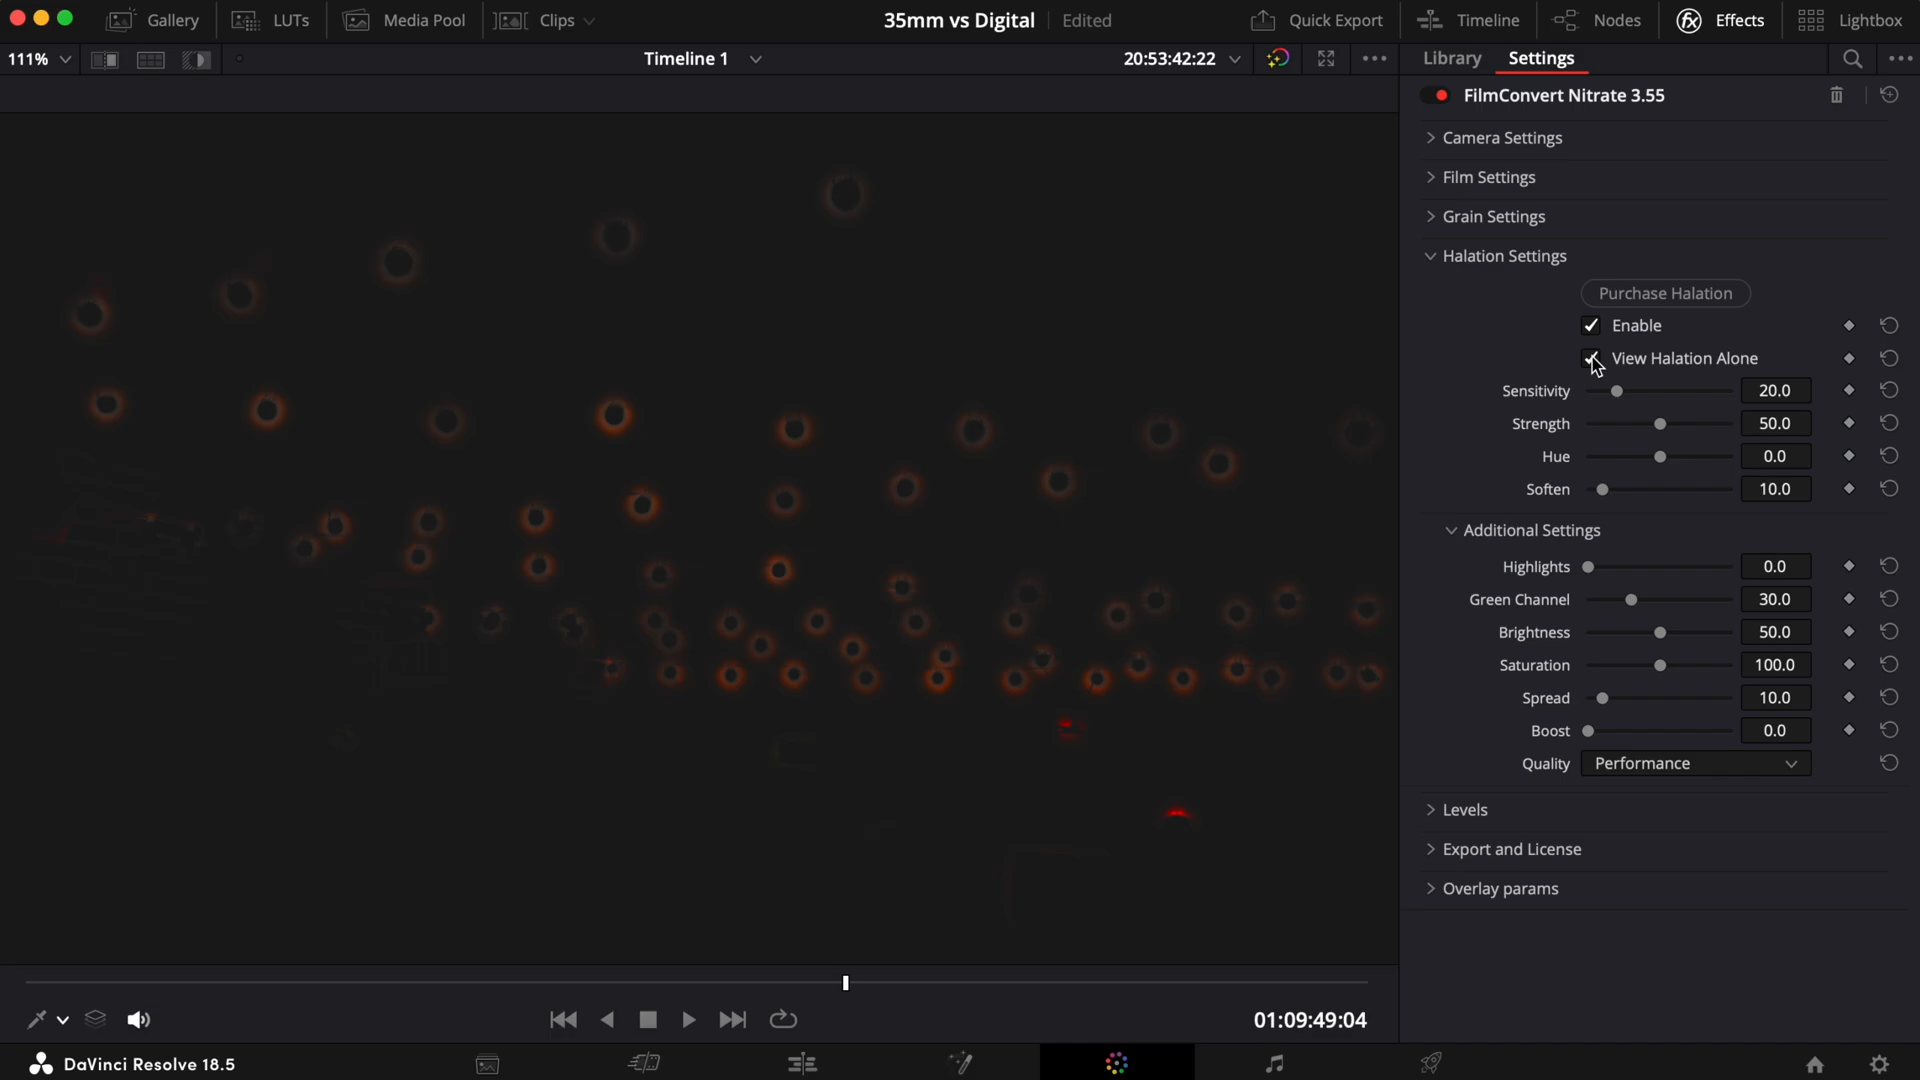 Gallery
LUTs
Media Pool
Clips
35mm vs Digital
Edited
Quick Export
Timeline
Nodes
Effects
Lightbox
111%
Timeline 1
20:53:42:22
Library
Settings
FilmConvert Nitrate 3.55
Camera Settings
Film Settings
Grain Settings
Halation Settings
Purchase Halation
Enable
View Halation Alone
Sensitivity 20.0
Strength 50.0
Hue 0.0
Soften 10.0
Additional Settings
Highlights 0.0
Green Channel 30.0
Brightness 50.0
Saturation 100.0
Spread 10.0
Boost 0.0
Quality Performance
Levels
Export and License
Overlay params
01:09:49:04
DaVinci Resolve 18.5